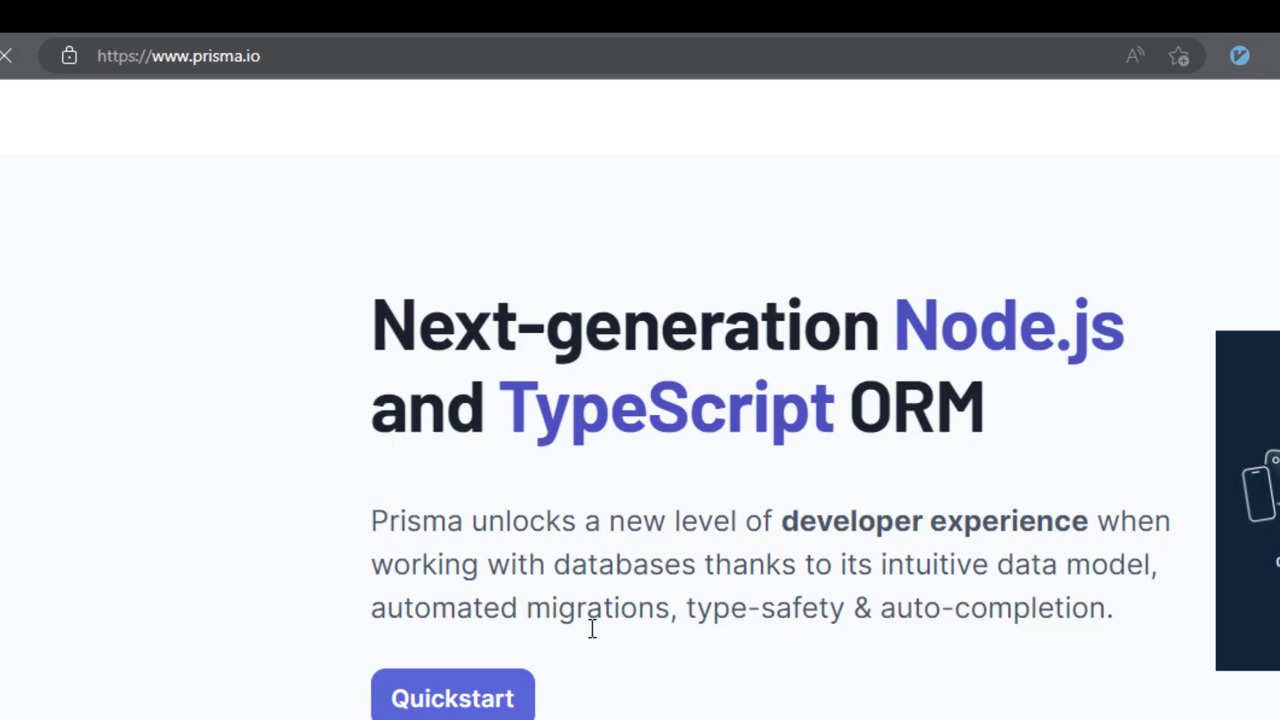 https://www.prisma.io
Next-generation Node.js
and TypeScript ORM
Prisma unlocks a new level of developer experience when
working with databases thanks to its intuitive data model,
automated migrations, type-safety & auto-completion.
Quickstart